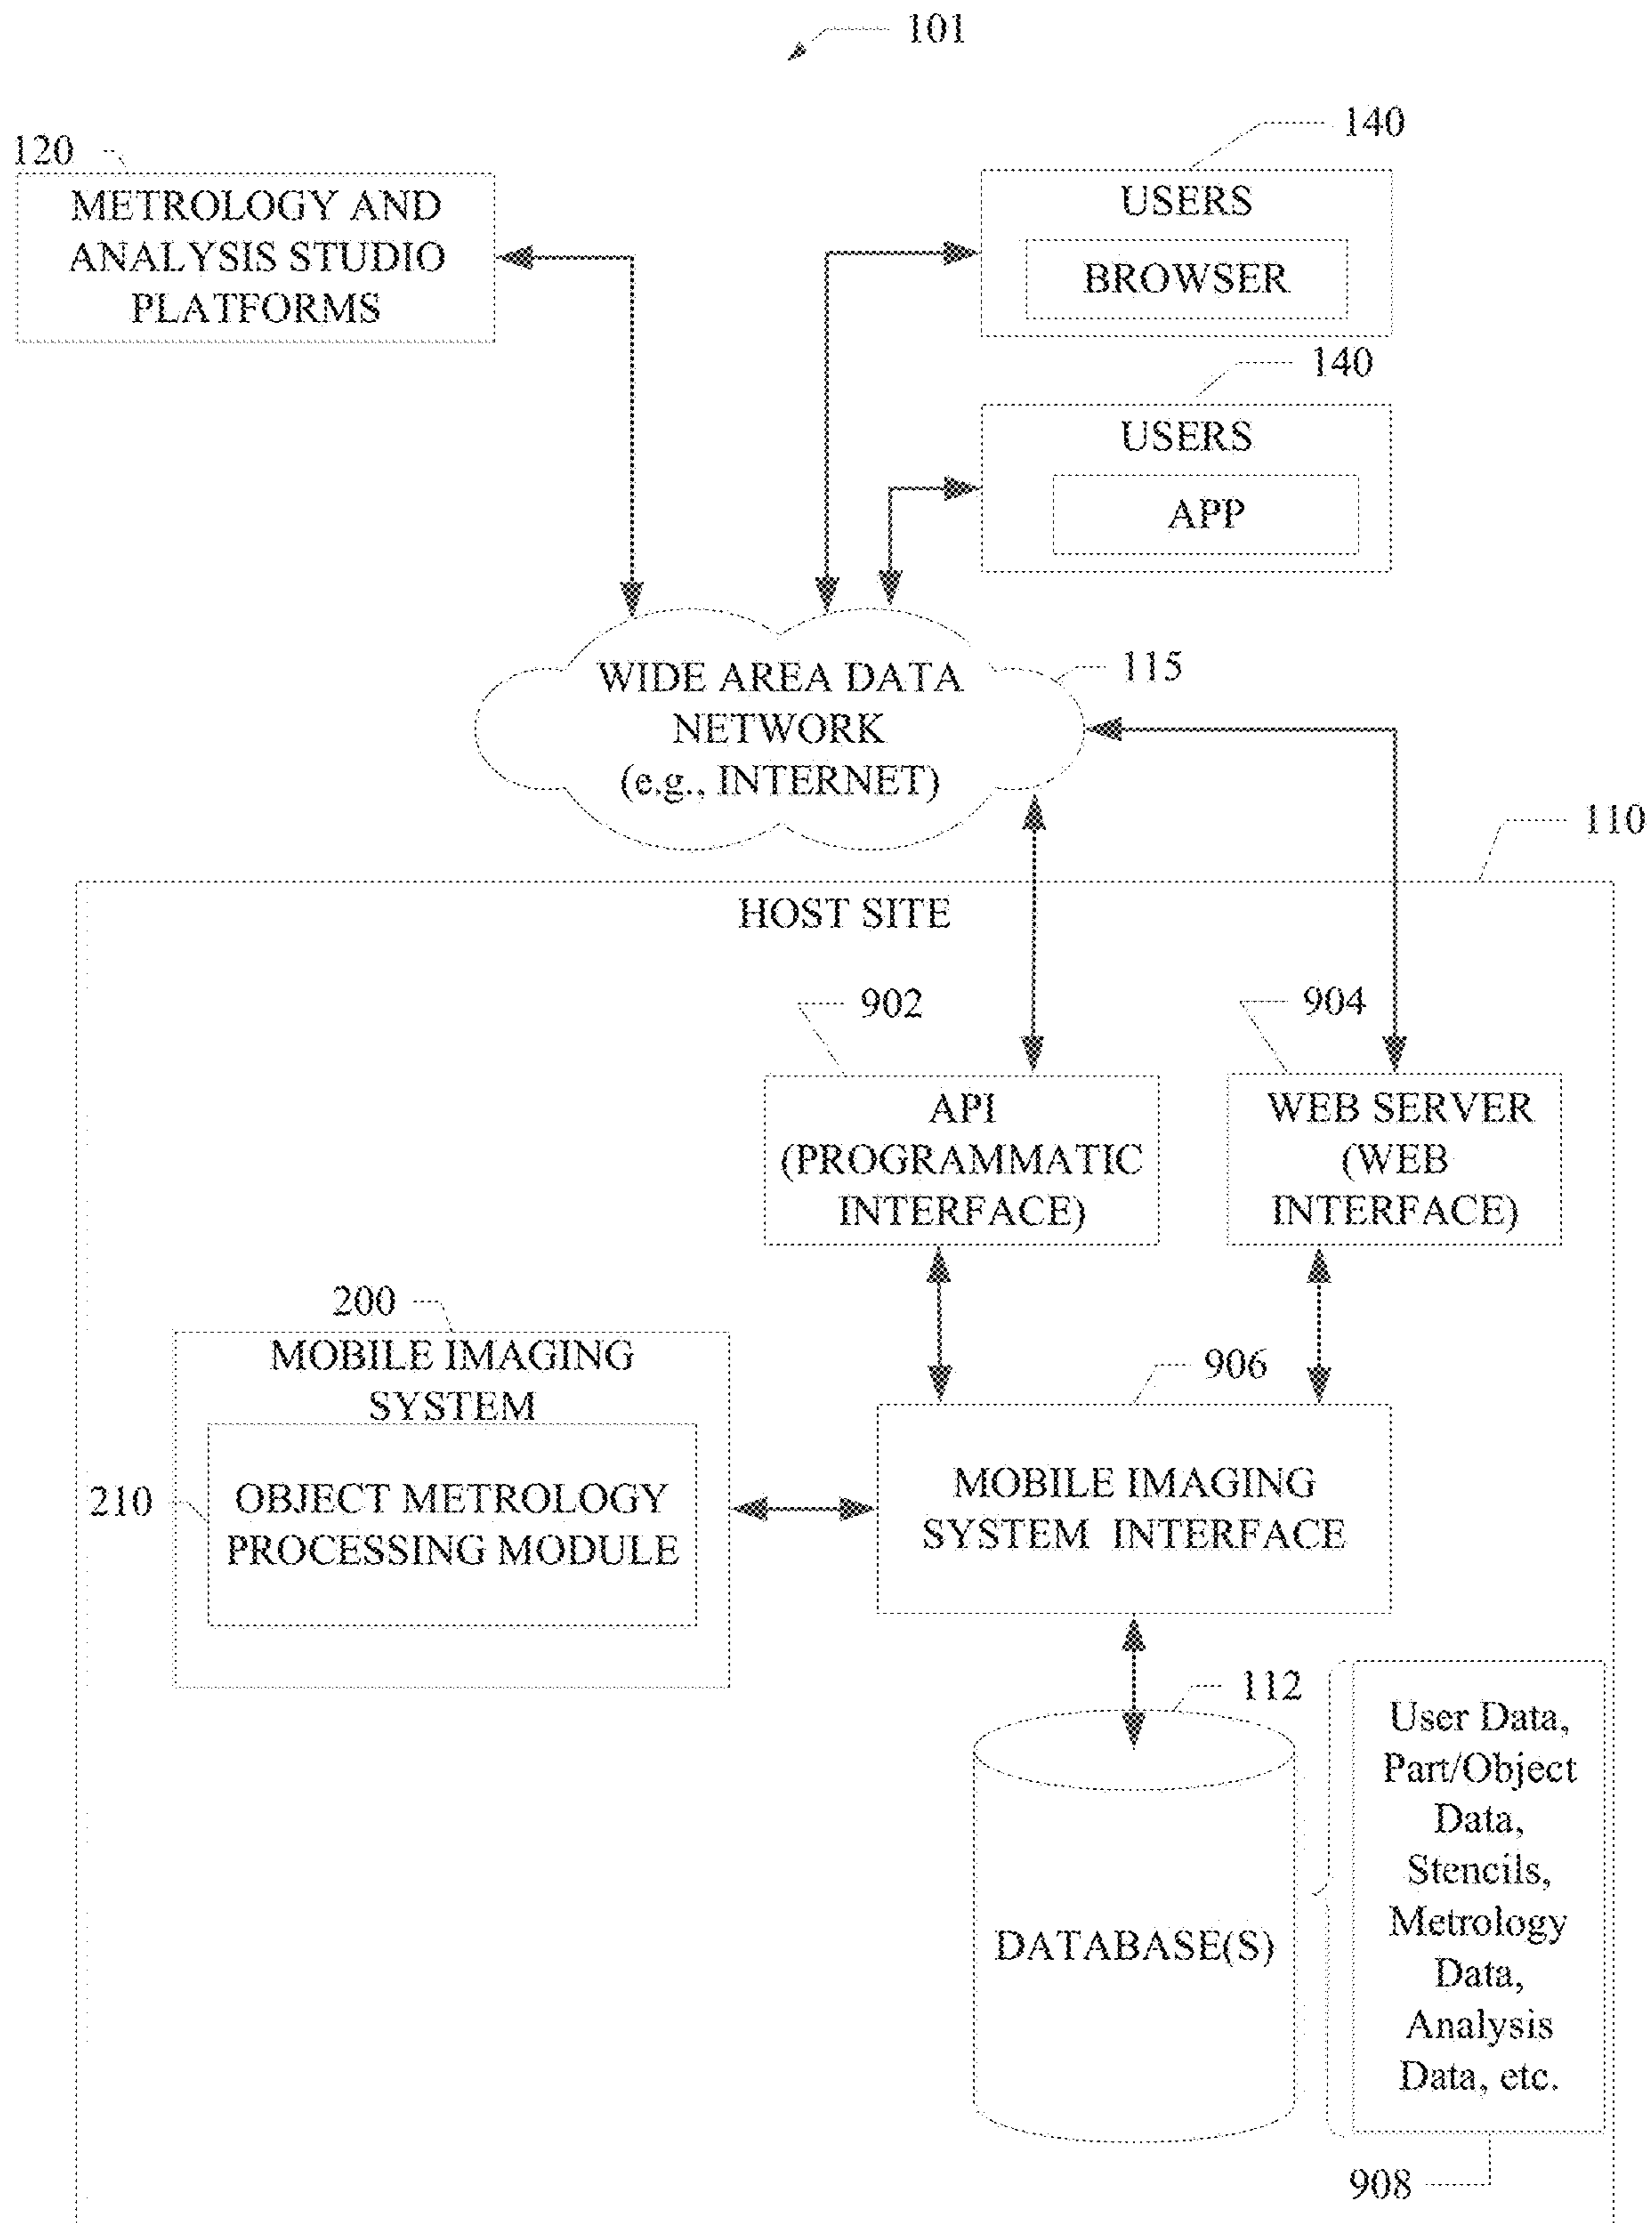 101
120
METROLOGY AND
ANALYSIS STUDIO
PLATFORMS
140
USERS
BROWSER
140
USERS
APP
WIDE AREA DATA
NETWORK
(e.g., INTERNET)
115
110
HOST SITE
902
API
(PROGRAMMATIC
INTERFACE)
904
WEB SERVER
(WEB
INTERFACE)
200
MOBILE IMAGING
SYSTEM
210
OBJECT METROLOGY
PROCESSING MODULE
906
MOBILE IMAGING
SYSTEM INTERFACE
112
DATABASE(S)
User Data,
Part/Object
Data,
Stencils,
Metrology
Data,
Analysis
Data, etc.
908